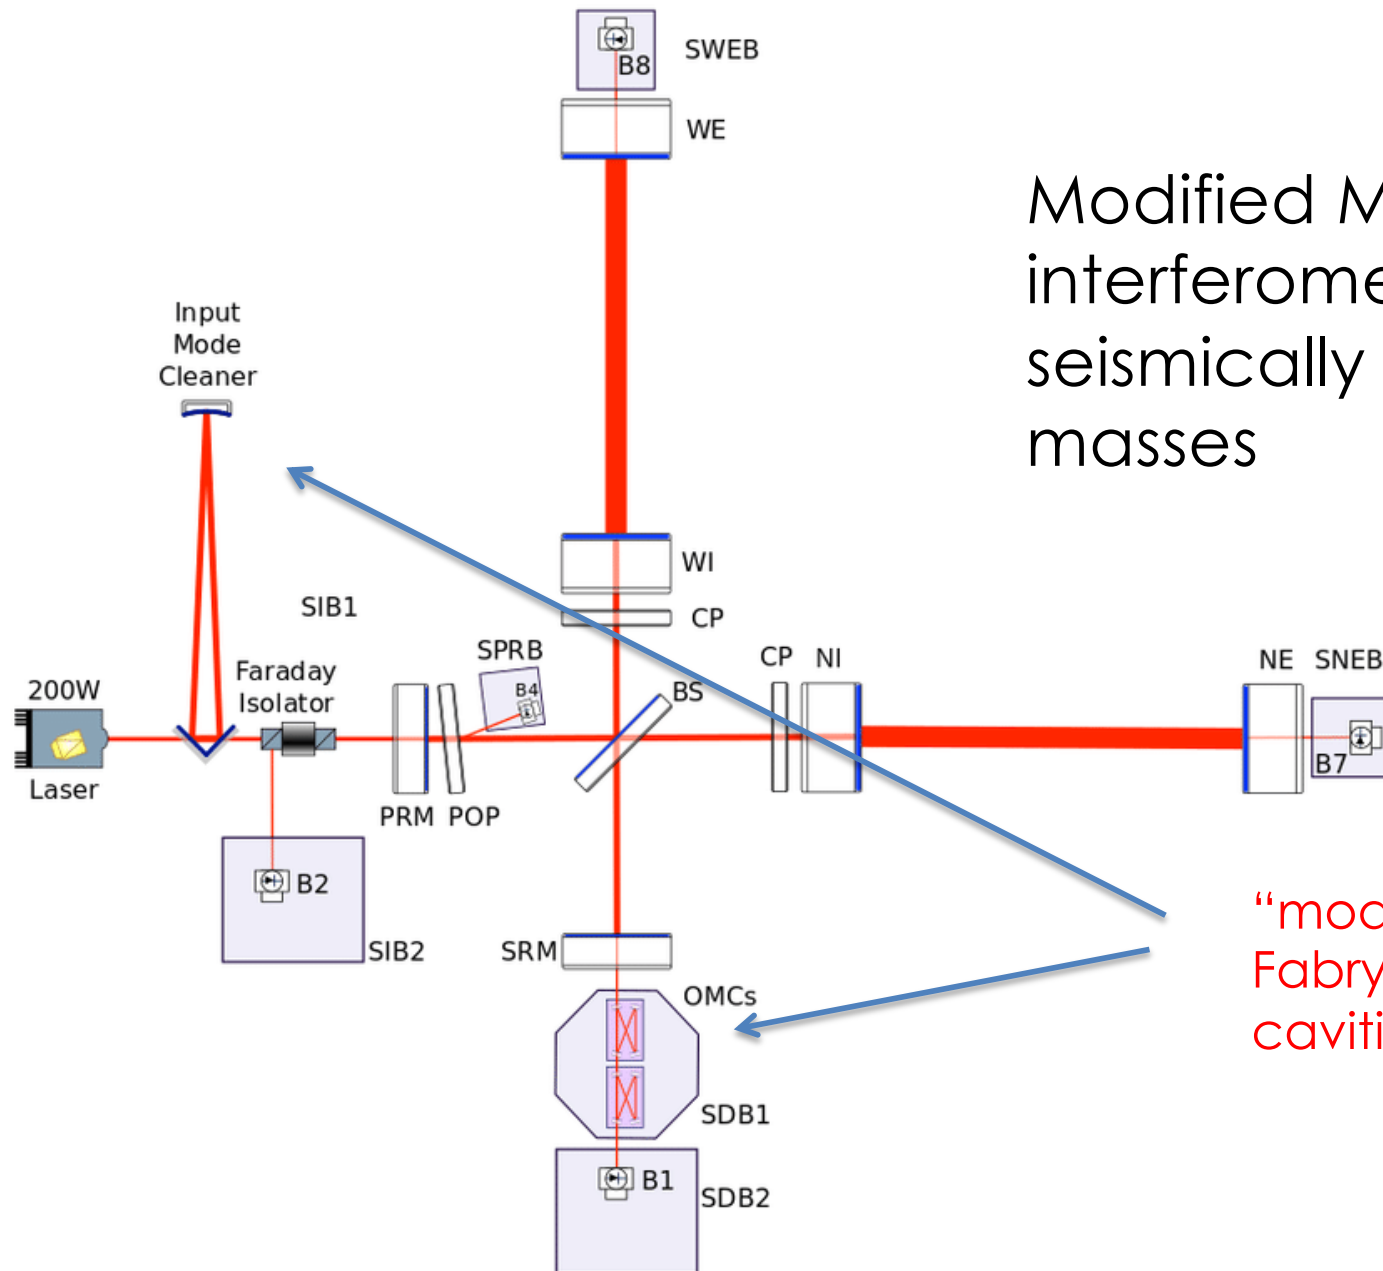 B8
SWEB
WE
Modified M
interferome
seismically
masses
Input
Mode
Cleaner
WI
SIB1
CP
SPRB
B4
BS
CP
NI
NE
SNEB
200W
Faraday
Isolator
B7
Laser
PRM
POP
B2
SIB2
SRM
OMCs
“mod
Fabry
caviti
SDB1
B1
SDB2